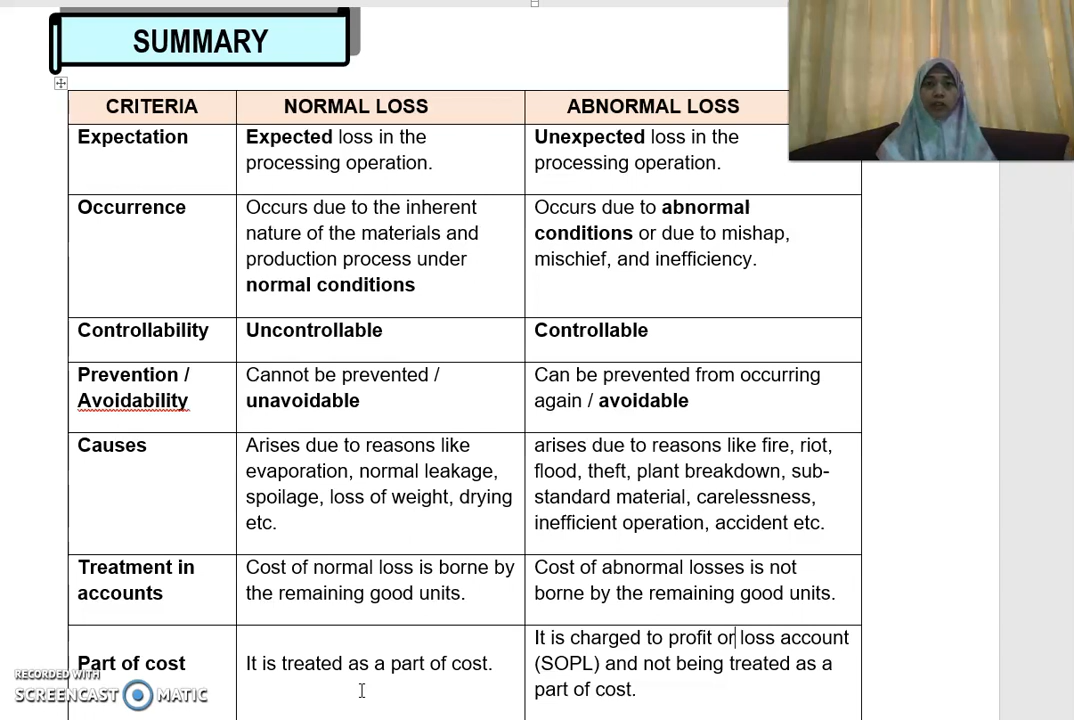 SUMMARY
CRITERIA NORMAL LOSS ABNORMAL LOSS
Expectation
Expected loss in the
processing operation.
Unexpected loss in the
processing operation.
Occurrence
Occurs due to the inherent
nature of the materials and
production process under
normal conditions
Occurs due to abnormal
conditions or due to mishap,
mischief, and inefficiency.
Controllability
Uncontrollable
Controllable
Prevention /
Avoidability
Cannot be prevented /
unavoidable
Can be prevented from occurring
again / avoidable
Causes
Arises due to reasons like
evaporation, normal leakage,
spoilage, loss of weight, drying
etc.
arises due to reasons like fire, riot,
flood, theft, plant breakdown, sub-
standard material, carelessness,
inefficient operation, accident etc.
Treatment in
accounts
Cost of normal loss is borne by
the remaining good units.
Cost of abnormal losses is not
borne by the remaining good units.
Part of cost
It is treated as a part of cost.
It is charged to profit or loss account
(SOPL) and not being treated as a
part of cost.
RECORDED WITH
SCREENCAST MATIC